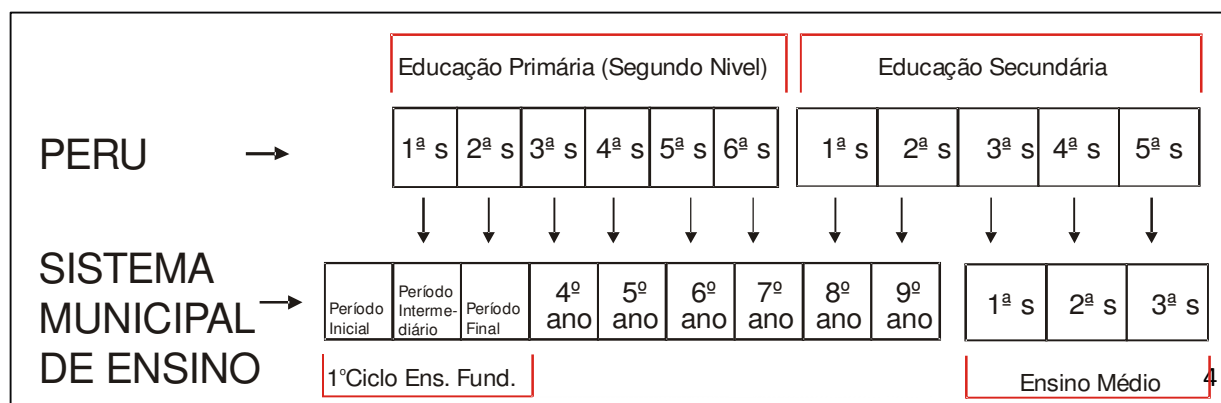 Educação Primária (Segundo Nivel) Educação Secundária
PERU 1ª s 2ª s 3ª s 4ª s 5ª s 6ª s 1ª s 2ª s 3ª s 4ª s 5ª s
SISTEMA
MUNICIPAL
DE ENSINO
Período
Inicial
Período
Interme-
diário
Período
Final
4º
ano
5º
ano
6º
ano
7º
ano
8º
ano
9º
ano
1ª s 2ª s 3ª s
1ºCiclo Ens. Fund. Ensino Médio 4